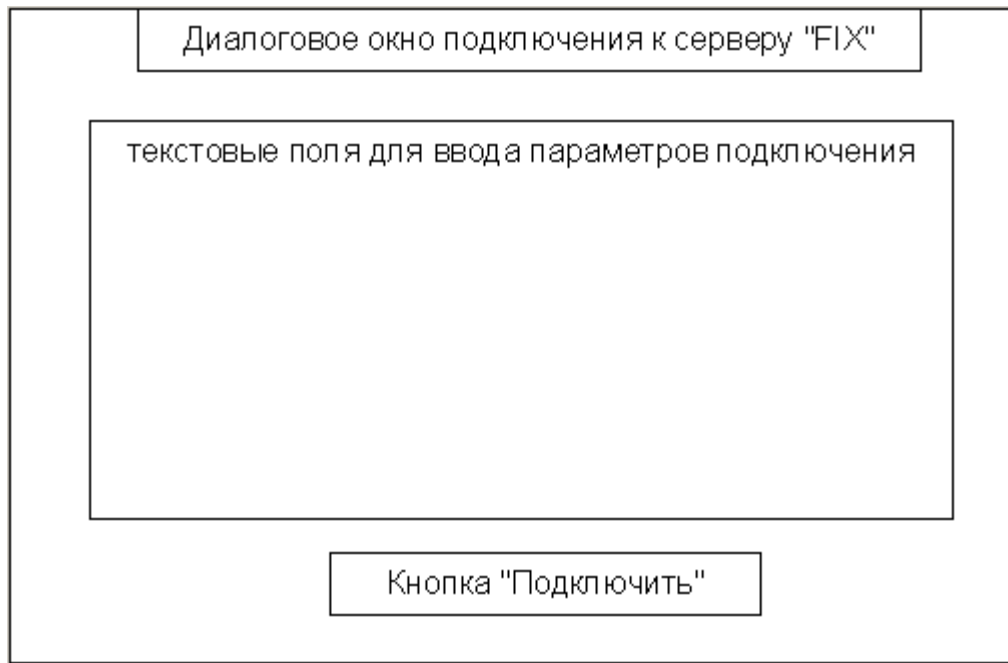 Диалоговое окно подключения к серверу "FIX"
текстовые поля для ввода параметров подключения
Кнопка "Подключить"